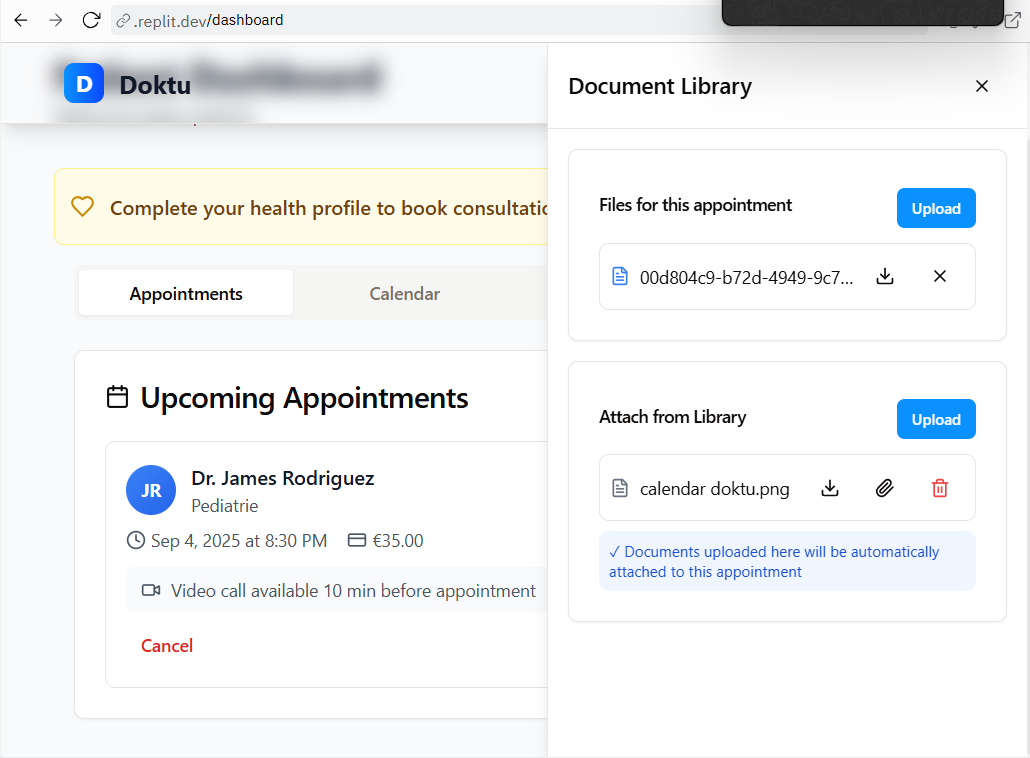 .replit.dev/dashboard
D Doktu
Complete your health profile to book consultatio
Appointments
Calendar
Upcoming Appointments
JR
Dr. James Rodriguez
Pediatrie
Sep 4, 2025 at 8:30 PM
€35.00
Video call available 10 min before appointment
Cancel
Document Library
Files for this appointment
Upload
00d804c9-b72d-4949-9c7...
Attach from Library
Upload
calendar doktu.png
✓ Documents uploaded here will be automatically
attached to this appointment